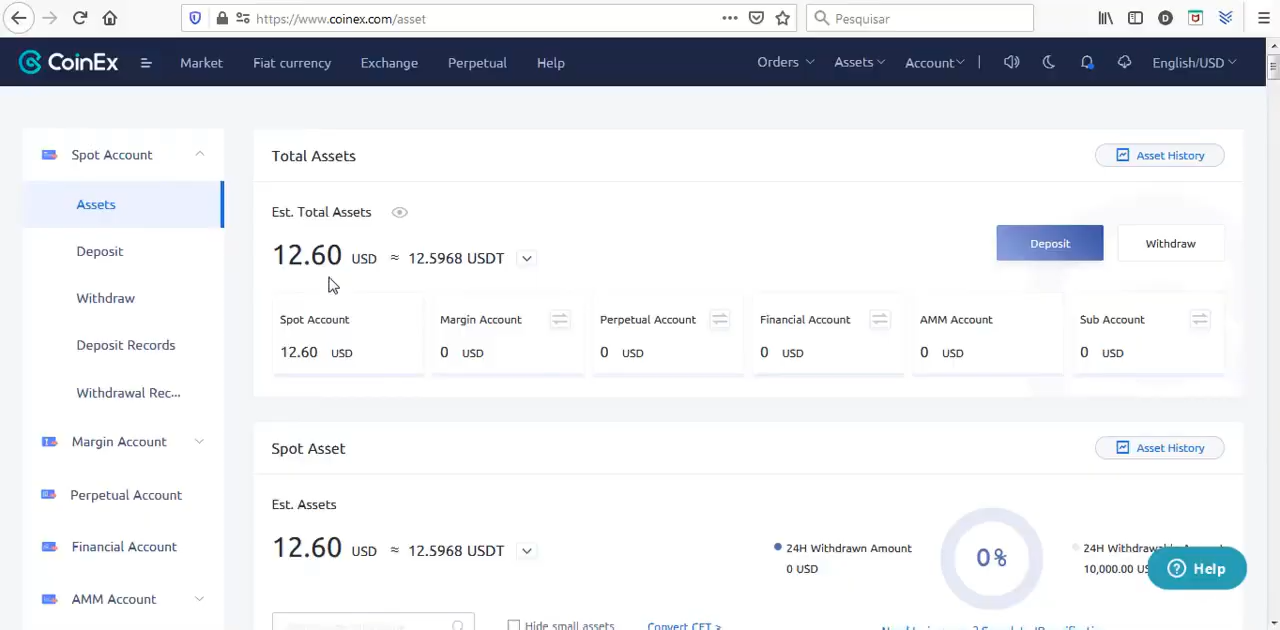 https://www.coinex.com/asset
Pesquisar
CoinEx Market Fiat currency Exchange Perpetual Help Orders Assets Account English/USD
Spot Account
Assets
Deposit
Withdraw
Deposit Records
Withdrawal Rec...
Margin Account
Perpetual Account
Financial Account
AMM Account
Total Assets
Asset History
Est. Total Assets
12.60 USD ≈ 12.5968 USDT
Deposit Withdraw
Spot Account Margin Account Perpetual Account Financial Account AMM Account Sub Account
12.60 USD 0 USD 0 USD 0 USD 0 USD 0 USD
Spot Asset
Asset History
Est. Assets
12.60 USD ≈ 12.5968 USDT
24H Withdrawn Amount
0 USD
0%
10,000.00
Help
Hide small assets
Convert CET >